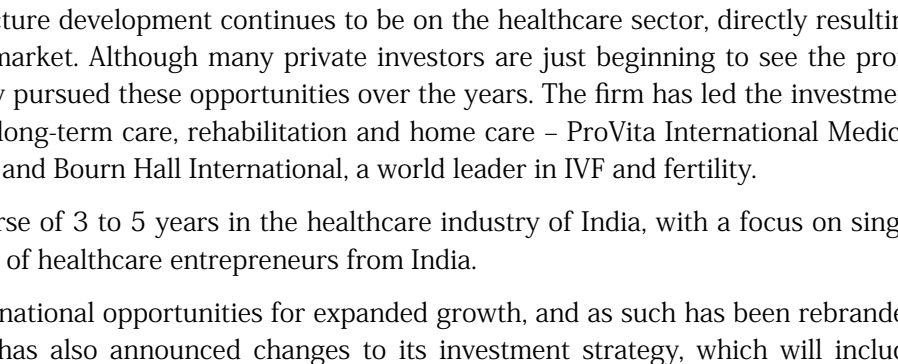 cture development continues to be on the healthcare sector, directly resultin
market. Although many private investors are just beginning to see the pro
y pursued these opportunities over the years. The firm has led the investme
long-term care, rehabilitation and home care – ProVita International Medic
and Bourn Hall International, a world leader in IVF and fertility.
rse of 3 to 5 years in the healthcare industry of India, with a focus on sing
of healthcare entrepreneurs from India.
national opportunities for expanded growth, and as such has been rebrande
has also announced changes to its investment strategy, which will includ